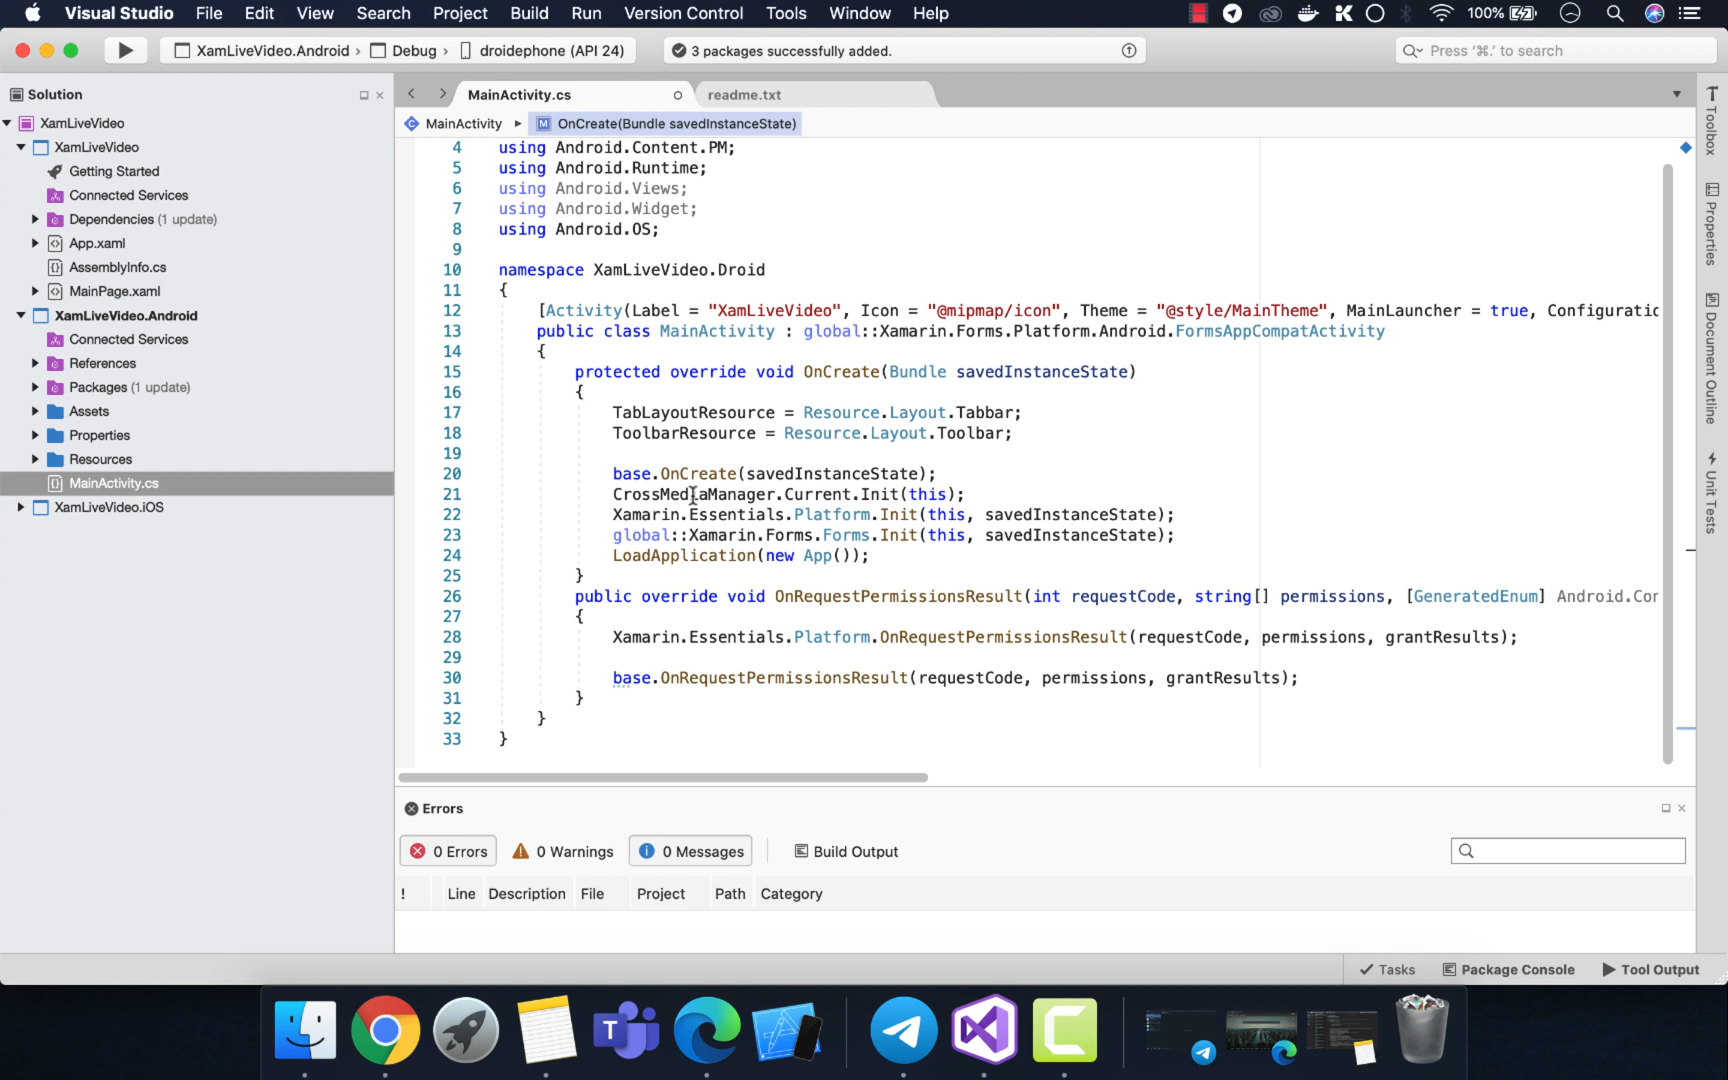 Visual Studio File Edit View Search Project Build Run Version Control Tools Window Help 100%
XamLiveVideo.Android › Debug › droidephone (API 24) 3 packages successfully added. Press '⌘.' to search
Solution
XamLiveVideo
XamLiveVideo
Getting Started
Connected Services
Dependencies (1 update)
App.xaml
AssemblyInfo.cs
MainPage.xaml
XamLiveVideo.Android
Connected Services
References
Packages (1 update)
Assets
Properties
Resources
MainActivity.cs
XamLiveVideo.iOS
MainActivity.cs readme.txt
MainActivity M OnCreate(Bundle savedInstanceState)
4 using Android.Content.PM;
5 using Android.Runtime;
6 using Android.Views;
7 using Android.Widget;
8 using Android.OS;
9
10 namespace XamLiveVideo.Droid
11 {
12 [Activity(Label = "XamLiveVideo", Icon = "@mipmap/icon", Theme = "@style/MainTheme", MainLauncher = true, Configuratio
13 public class MainActivity : global::Xamarin.Forms.Platform.Android.FormsAppCompatActivity
14 {
15 protected override void OnCreate(Bundle savedInstanceState)
16 {
17 TabLayoutResource = Resource.Layout.Tabbar;
18 ToolbarResource = Resource.Layout.Toolbar;
19
20 base.OnCreate(savedInstanceState);
21 CrossMediaManager.Current.Init(this);
22 Xamarin.Essentials.Platform.Init(this, savedInstanceState);
23 global::Xamarin.Forms.Forms.Init(this, savedInstanceState);
24 LoadApplication(new App());
25 }
26 public override void OnRequestPermissionsResult(int requestCode, string[] permissions, [GeneratedEnum] Android.Cor
27 {
28 Xamarin.Essentials.Platform.OnRequestPermissionsResult(requestCode, permissions, grantResults);
29
30 base.OnRequestPermissionsResult(requestCode, permissions, grantResults);
31 }
32 }
33 }
Toolbox
Properties
Document Outline
Unit Tests
Errors
0 Errors 0 Warnings 0 Messages Build Output
! Line Description File Project Path Category
Tasks Package Console Tool Output